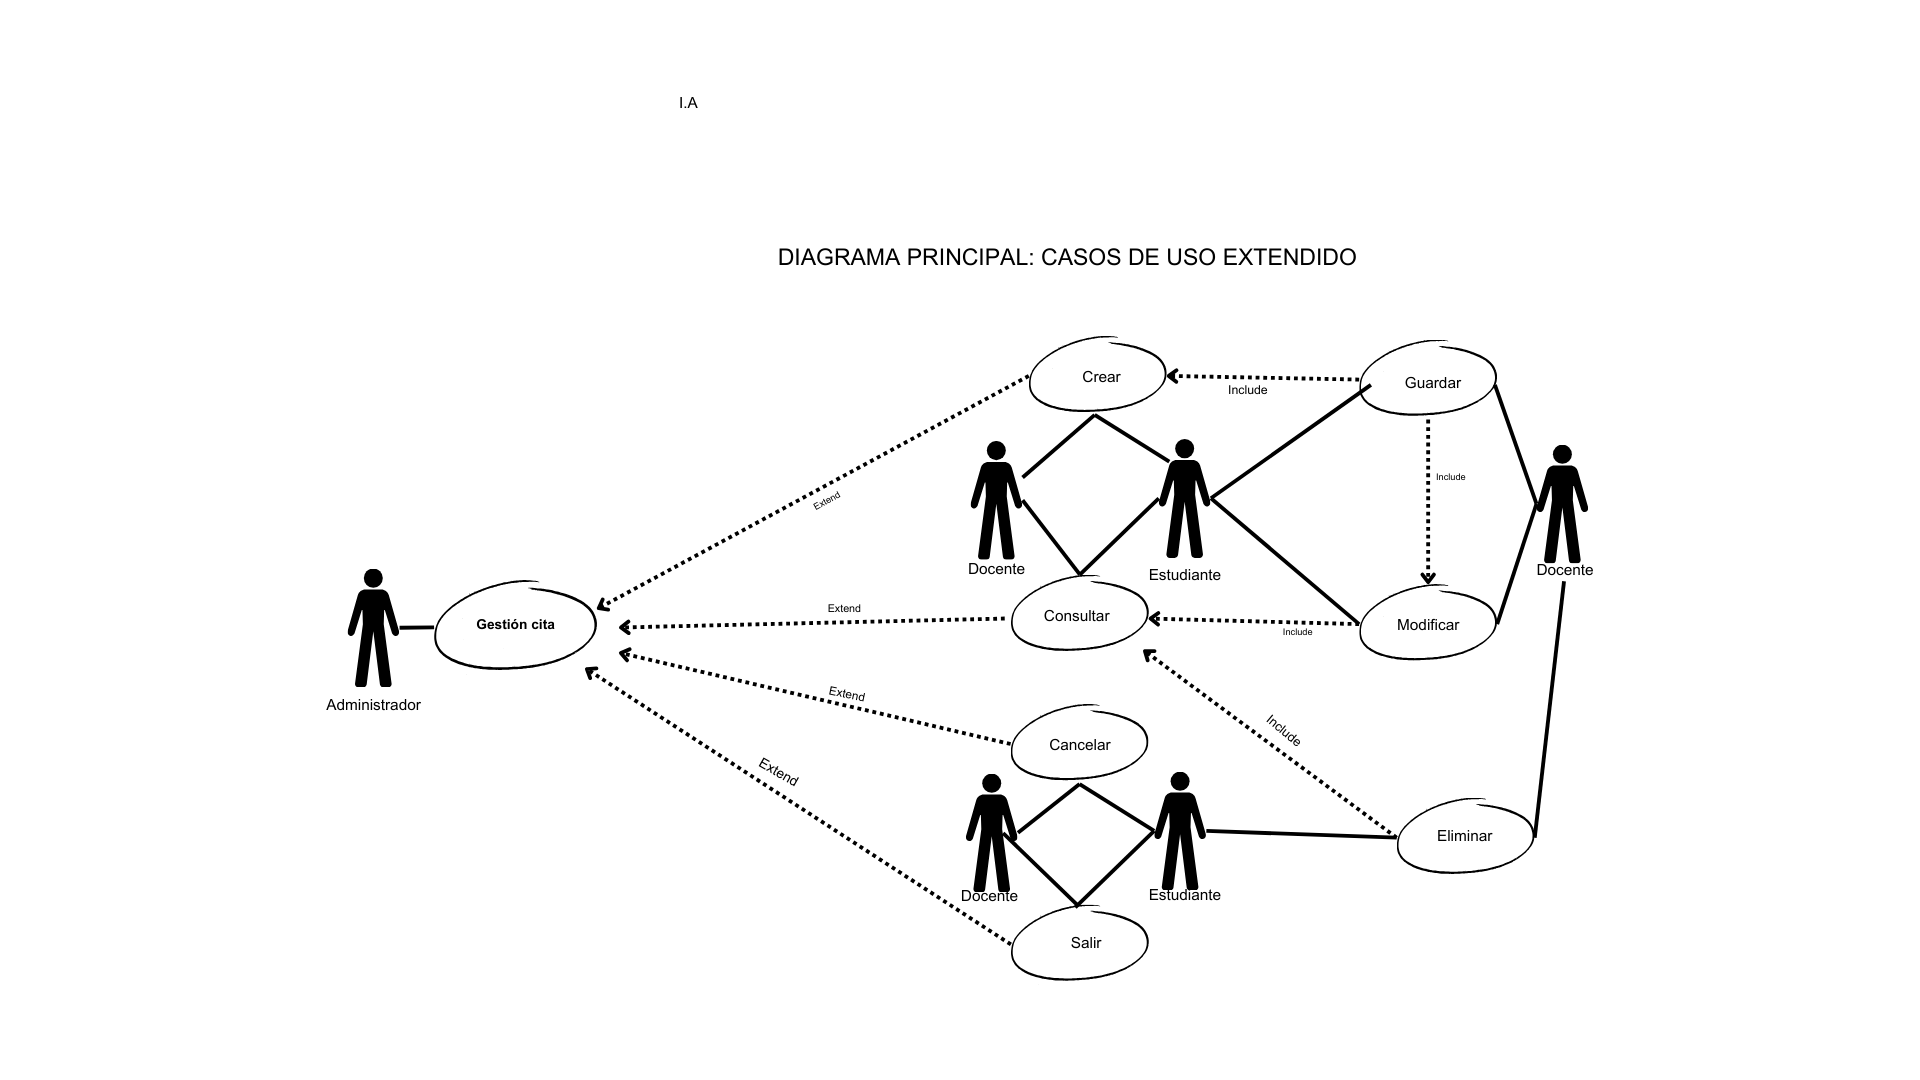 I.A
DIAGRAMA PRINCIPAL: CASOS DE USO EXTENDIDO
Crear
Guardar
Include
Include
Extend
Docente
Estudiante
Docente
Extend
Gestión cita
Consultar
Include
Modificar
Administrador
Extend
Include
Cancelar
Extend
Eliminar
Docente
Estudiante
Salir